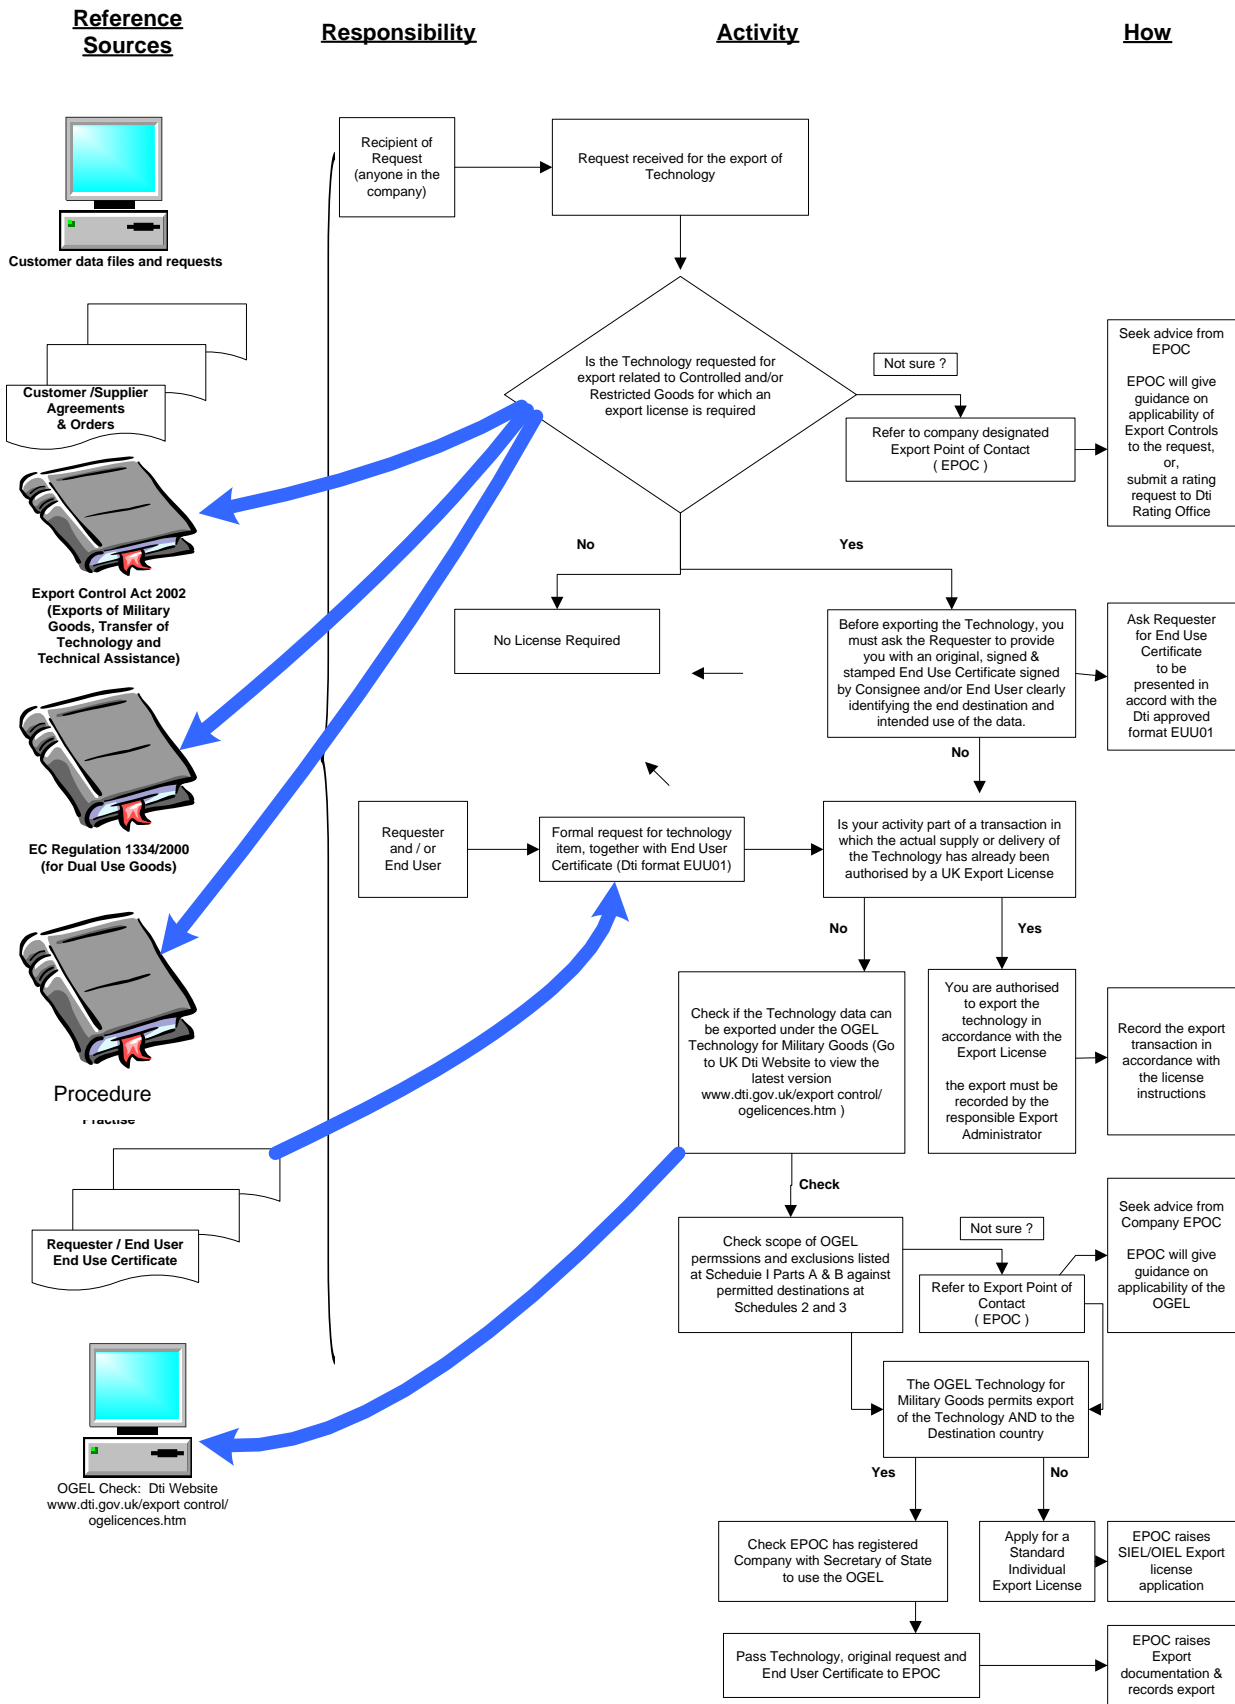 Reference
Sources
Responsibility
Activity
How
Customer data files and requests
Customer /Supplier
Agreements
& Orders
Export Control Act 2002
(Exports of Military
Goods, Transfer of
Technology and
Technical Assistance)
EC Regulation 1334/2000
(for Dual Use Goods)
Procedure
Practise
Requester / End User
End Use Certificate
OGEL Check:  Dti Website
www.dti.gov.uk/export control/
ogelicences.htm
Recipient of
Request
(anyone in the
company)
Request received for the export of
Technology
Is the Technology requested for
export related to Controlled and/or
Restricted Goods for which an
export license is required
Not sure ?
Refer to company designated
Export Point of Contact
( EPOC )
Seek advice from
EPOC
EPOC will give
guidance on
applicability of
Export Controls
to the request,
or,
submit a rating
request to Dti
Rating Office
No
Yes
No License Required
Before exporting the Technology, you
must ask the Requester to provide
you with an original, signed &
stamped End Use Certificate signed
by Consignee and/or End User clearly
identifying the end destination and
intended use of the data.
Ask Requester
for End Use
Certificate
to be
presented in
accord with the
Dti approved
format EUU01
No
Requester
and / or
End User
Formal request for technology
item, together with End User
Certificate (Dti format EUU01)
Is your activity part of a transaction in
which the actual supply or delivery of
the Technology has already been
authorised by a UK Export License
No
Yes
Check if the Technology data can
be exported under the OGEL
Technology for Military Goods (Go
to UK Dti Website to view the
latest version
www.dti.gov.uk/export control/
ogelicences.htm )
You are authorised
to export the
technology in
accordance with the
Export License
the export must be
recorded by the
responsible Export
Administrator
Record the export
transaction in
accordance with
the license
instructions
Check
Check scope of OGEL
permssions and exclusions listed
at Scheduie I Parts A & B against
permitted destinations at
Schedules 2 and 3
Not sure ?
Refer to Export Point of
Contact
( EPOC )
Seek advice from
Company EPOC
EPOC will give
guidance on
applicability of the
OGEL
The OGEL Technology for
Military Goods permits export
of the Technology AND to the
Destination country
Yes
No
Check EPOC has registered
Company with Secretary of State
to use the OGEL
Apply for a
Standard
Individual
Export License
EPOC raises
SIEL/OIEL Export
license
application
Pass Technology, original request and
End User Certificate to EPOC
EPOC raises
Export
documentation &
records export